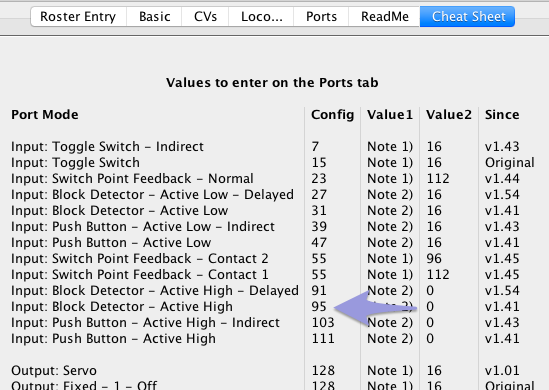 Roster Entry Basic CVs Loco... Ports ReadMe Cheat Sheet
Values to enter on the Ports tab
Port Mode Config Value1 Value2 Since
Input: Toggle Switch – Indirect 7 Note 1) 16 v1.43
Input: Toggle Switch 15 Note 1) 16 Original
Input: Switch Point Feedback – Normal 23 Note 1) 112 v1.44
Input: Block Detector – Active Low – Delayed 27 Note 2) 16 v1.54
Input: Block Detector – Active Low 31 Note 2) 16 v1.41
Input: Push Button – Active Low – Indirect 39 Note 2) 16 v1.43
Input: Push Button – Active Low 47 Note 2) 16 v1.41
Input: Switch Point Feedback – Contact 2 55 Note 1) 96 v1.45
Input: Switch Point Feedback – Contact 1 55 Note 1) 112 v1.45
Input: Block Detector – Active High – Delayed 91 Note 2) 0 v1.54
Input: Block Detector – Active High 95 Note 2) 0 v1.41
Input: Push Button – Active High – Indirect 103 Note 2) 0 v1.43
Input: Push Button – Active High 111 Note 2) 0 v1.41
Output: Servo 128 Note 1) 16 v1.01
Output: Fixed – 1 – Off 128 Note 1) 16 Original